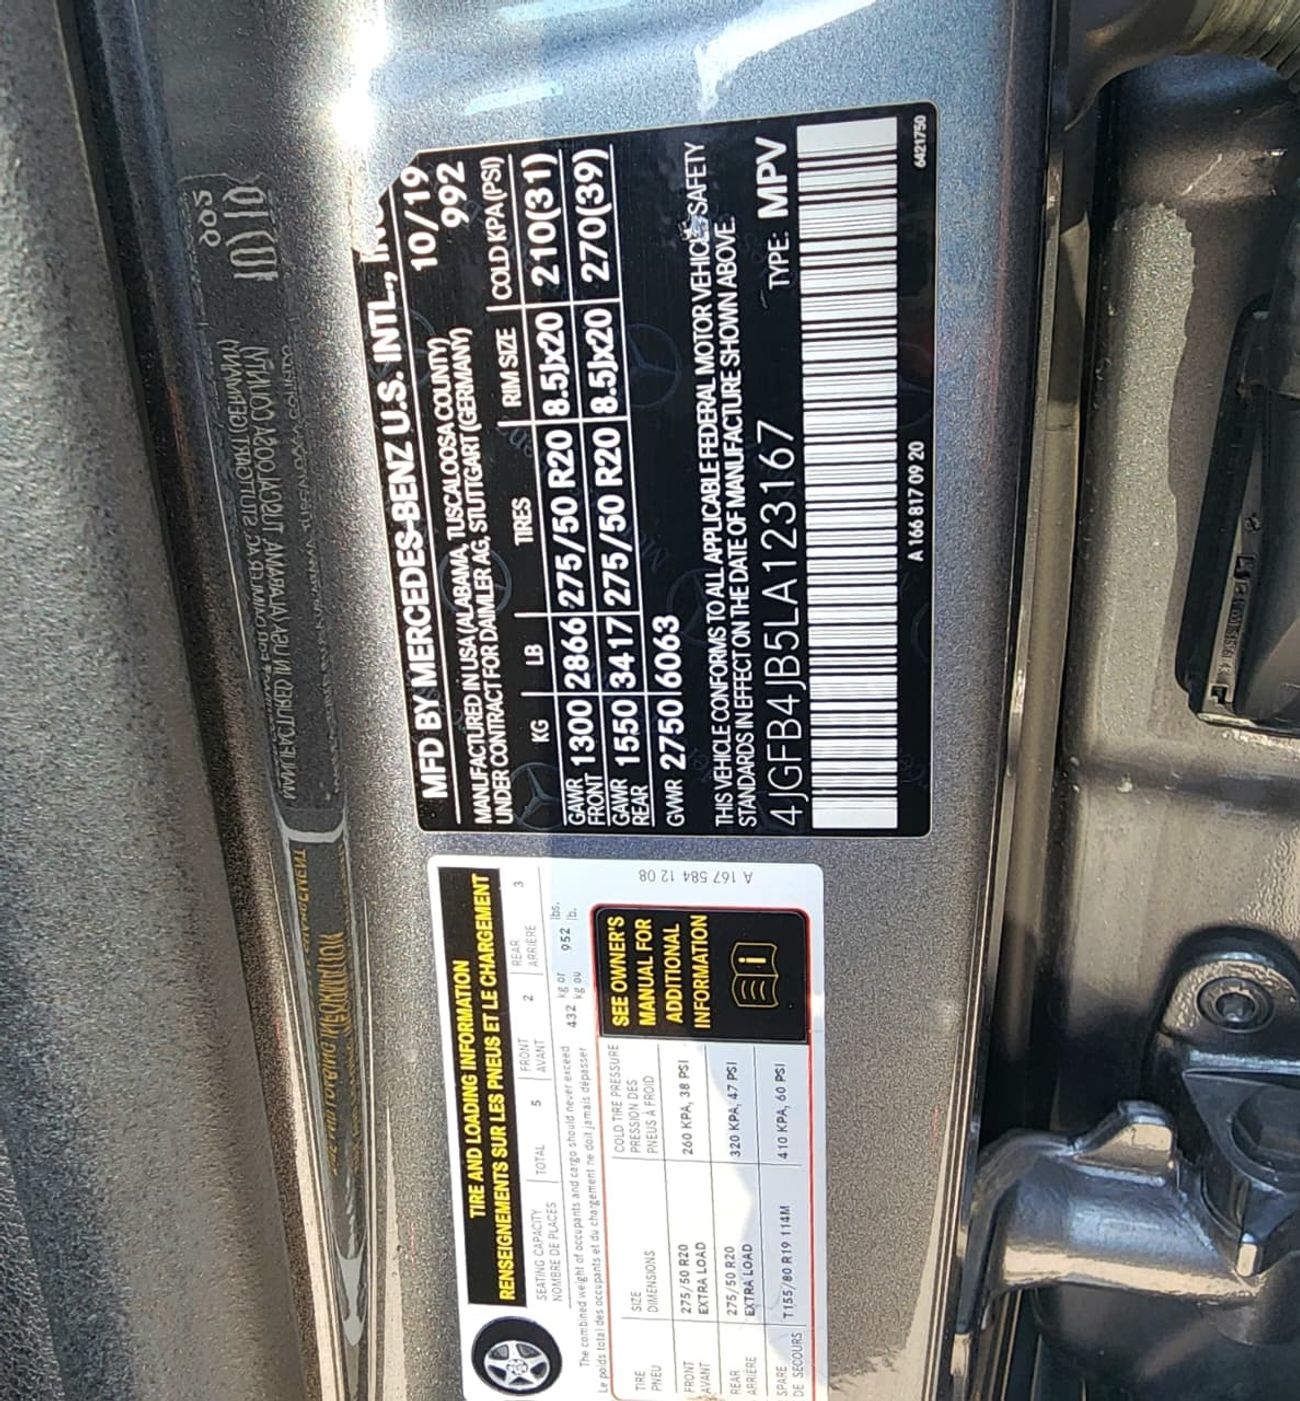 MFD BY MERCEDES-BENZ U.S. INTL.,
10/19
MANUFACTURED IN USA (ALABAMA, TUSCALOOSA COUNTY) 992
UNDER CONTRACT FOR DAIMLER AG, STUTTGART (GERMANY)
KG LB TIRES RIM SIZE COLD KPA (PSI)
GAWR FRONT 1300 2866 275/50 R20 8.5Jx20 210(31)
GAWR REAR 1550 3417 275/50 R20 8.5Jx20 270(39)
GVWR 2750 6063
THIS VEHICLE CONFORMS TO ALL APPLICABLE FEDERAL MOTOR VEHICLE SAFETY
STANDARDS IN EFFECT ON THE DATE OF MANUFACTURE SHOWN ABOVE.
4JGFB4JB5LA123167 TYPE: MPV
A 166 817 09 20
6421750
TIRE AND LOADING INFORMATION
RENSEIGNEMENTS SUR LES PNEUS ET LE CHARGEMENT
SEATING CAPACITY TOTAL 5 FRONT 2 REAR 3
NOMBRE DE PLACES AVANT ARRIÈRE
The combined weight of occupants and cargo should never exceed 432 kg or 952 lbs.
Le poids total des occupants et du chargement ne doit jamais dépasser kg ou lb.
TIRE SIZE COLD TIRE PRESSURE
PNEU DIMENSIONS PRESSION DES
PNEUS À FROID
FRONT 275/50 R20 260 KPA, 38 PSI
AVANT EXTRA LOAD
REAR 275/50 R20 320 KPA, 47 PSI
ARRIÈRE EXTRA LOAD
SPARE T155/80 R19 114M 410 KPA, 60 PSI
DE SECOURS
SEE OWNER'S
MANUAL FOR
ADDITIONAL
INFORMATION
A 167 584 12 08